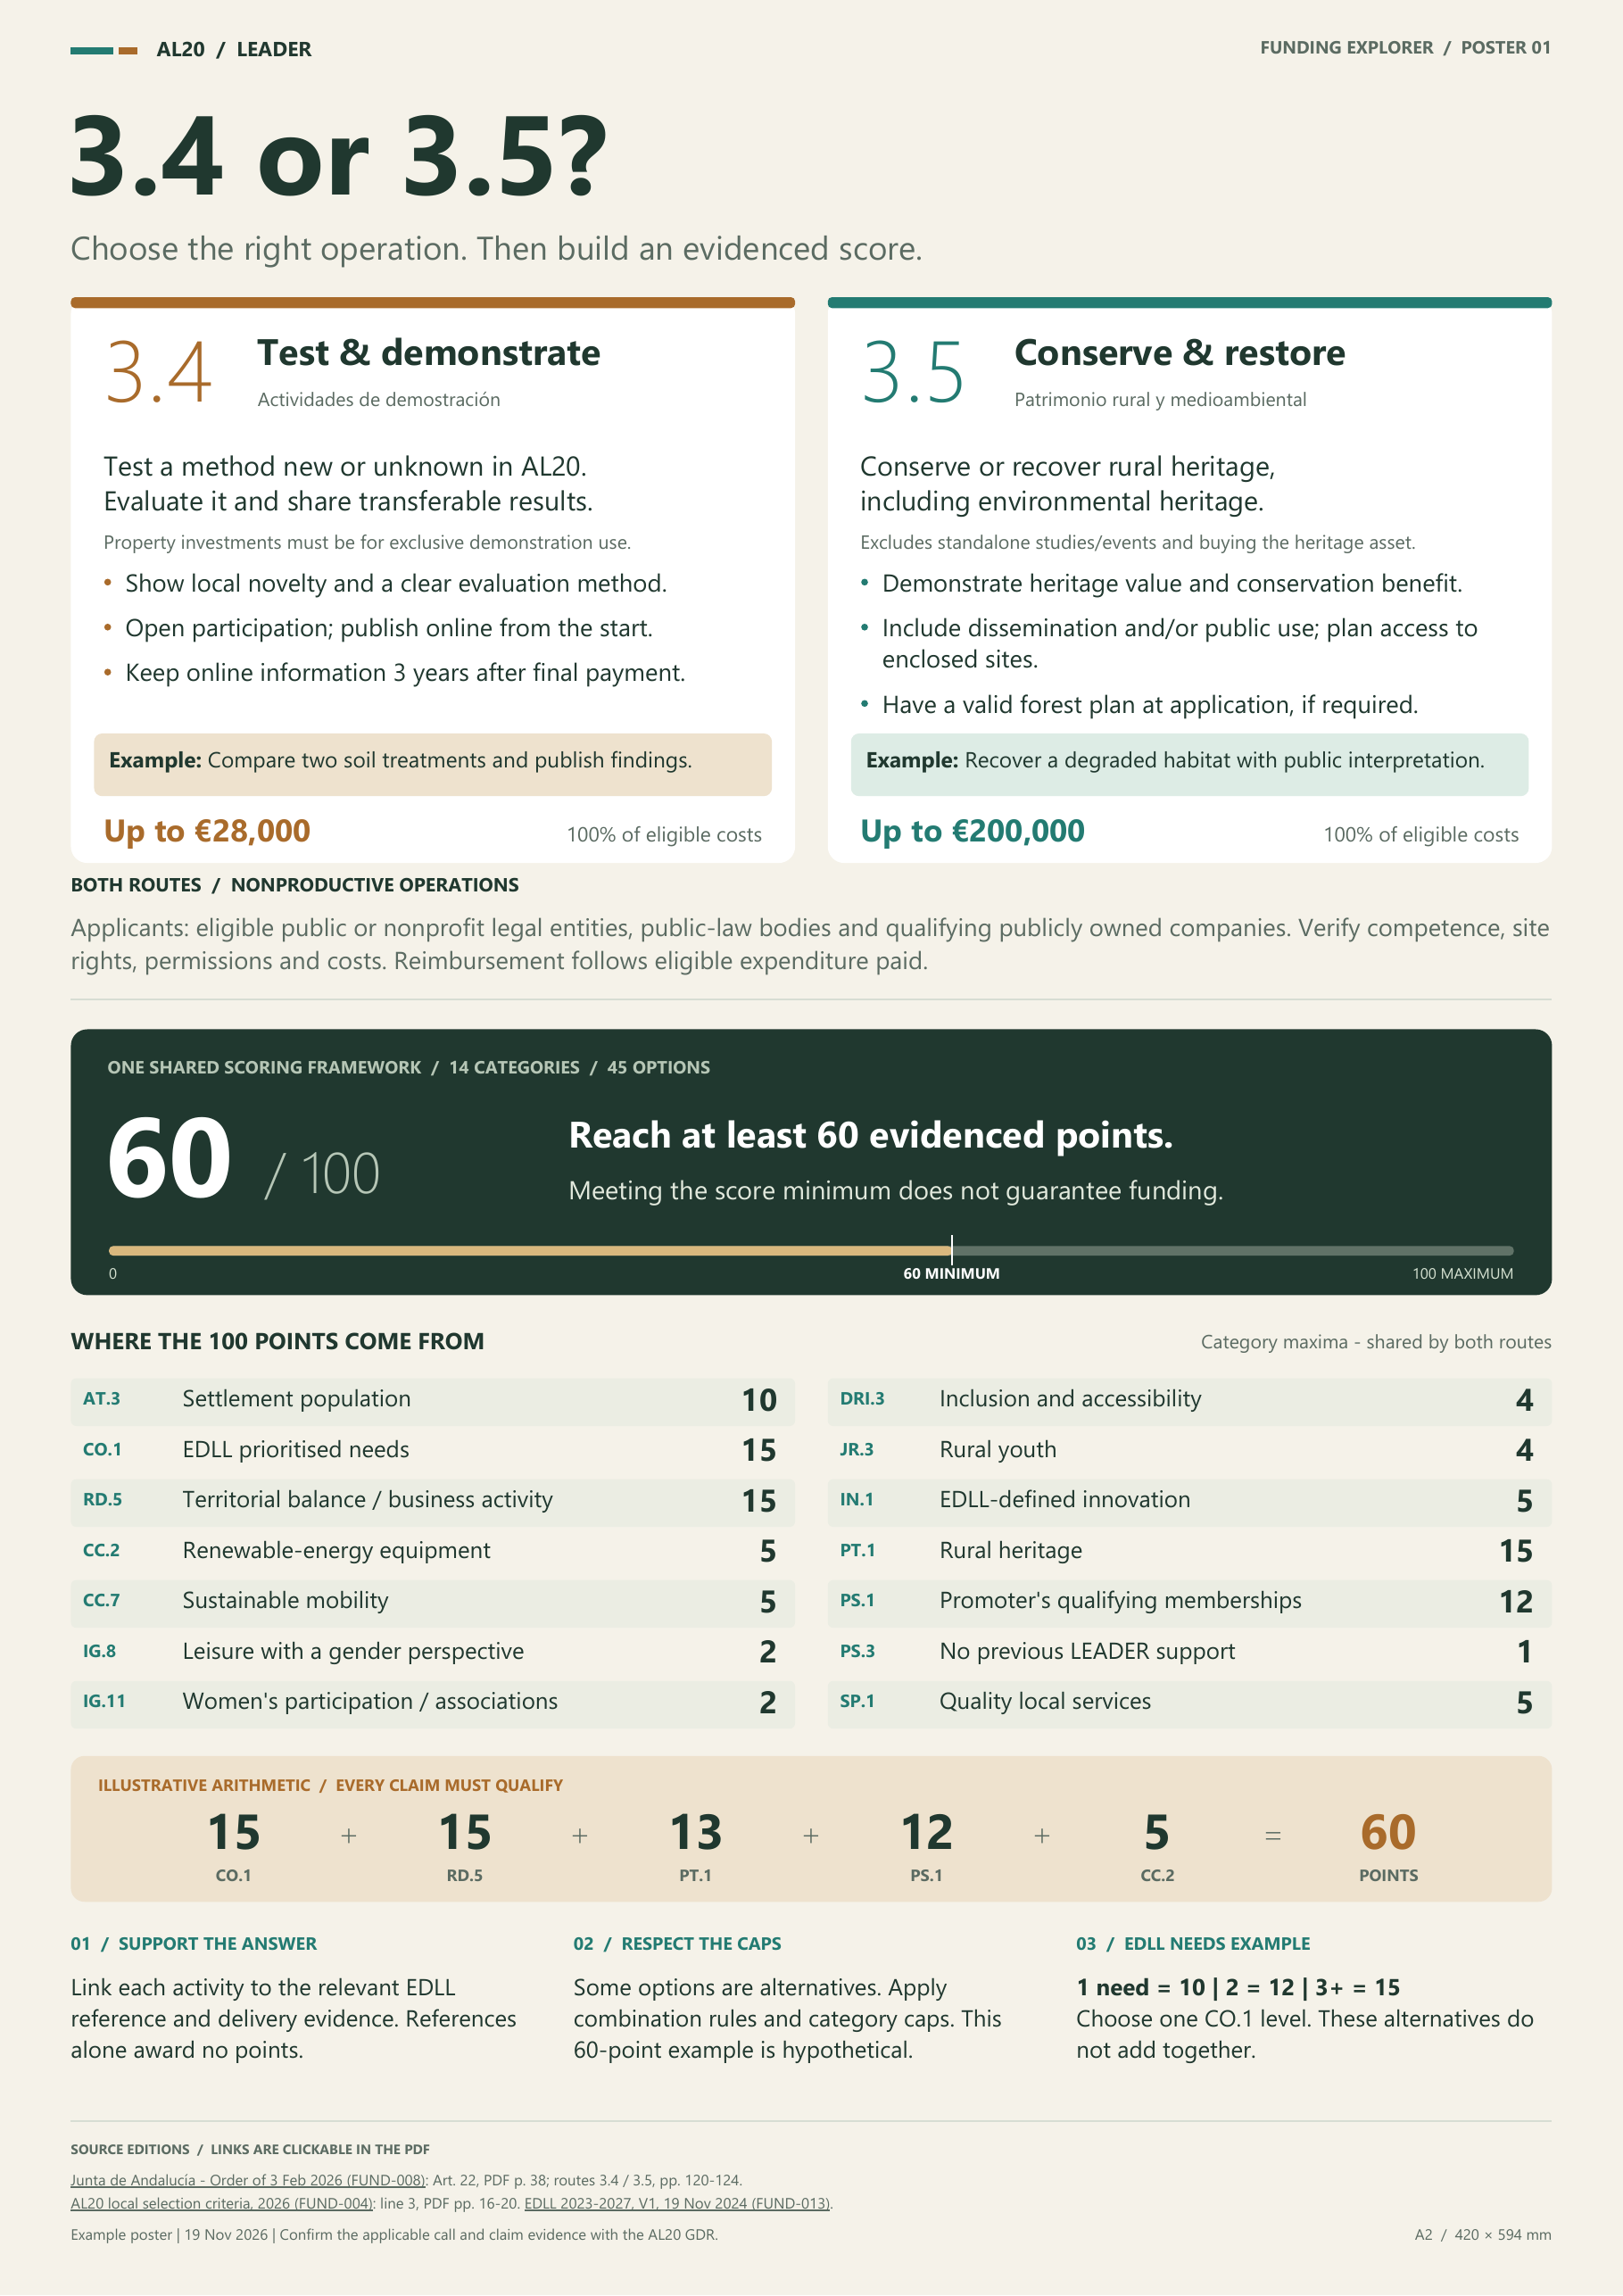 AL20 / LEADER
FUNDING EXPLORER / POSTER 01
3.4 or 3.5?
Choose the right operation. Then build an evidenced score.
3.4
Test & demonstrate
Actividades de demostración
Test a method new or unknown in AL20.
Evaluate it and share transferable results.
Property investments must be for exclusive demonstration use.
• Show local novelty and a clear evaluation method.
• Open participation; publish online from the start.
• Keep online information 3 years after final payment.
Example: Compare two soil treatments and publish findings.
Up to €28,000
100% of eligible costs
3.5
Conserve & restore
Patrimonio rural y medioambiental
Conserve or recover rural heritage,
including environmental heritage.
Excludes standalone studies/events and buying the heritage asset.
• Demonstrate heritage value and conservation benefit.
• Include dissemination and/or public use; plan access to
enclosed sites.
• Have a valid forest plan at application, if required.
Example: Recover a degraded habitat with public interpretation.
Up to €200,000
100% of eligible costs
BOTH ROUTES / NONPRODUCTIVE OPERATIONS
Applicants: eligible public or nonprofit legal entities, public-law bodies and qualifying publicly owned companies. Verify competence, site
rights, permissions and costs. Reimbursement follows eligible expenditure paid.
ONE SHARED SCORING FRAMEWORK / 14 CATEGORIES / 45 OPTIONS
60 / 100
Reach at least 60 evidenced points.
Meeting the score minimum does not guarantee funding.
0
60 MINIMUM
100 MAXIMUM
WHERE THE 100 POINTS COME FROM
Category maxima - shared by both routes
AT.3 Settlement population 10
CO.1 EDLL prioritised needs 15
RD.5 Territorial balance / business activity 15
CC.2 Renewable-energy equipment 5
CC.7 Sustainable mobility 5
IG.8 Leisure with a gender perspective 2
IG.11 Women's participation / associations 2
DRI.3 Inclusion and accessibility 4
JR.3 Rural youth 4
IN.1 EDLL-defined innovation 5
PT.1 Rural heritage 15
PS.1 Promoter's qualifying memberships 12
PS.3 No previous LEADER support 1
SP.1 Quality local services 5
ILLUSTRATIVE ARITHMETIC / EVERY CLAIM MUST QUALIFY
15 + 15 + 13 + 12 + 5 = 60
CO.1 RD.5 PT.1 PS.1 CC.2 POINTS
01 / SUPPORT THE ANSWER
Link each activity to the relevant EDLL
reference and delivery evidence. References
alone award no points.
02 / RESPECT THE CAPS
Some options are alternatives. Apply
combination rules and category caps. This
60-point example is hypothetical.
03 / EDLL NEEDS EXAMPLE
1 need = 10 | 2 = 12 | 3+ = 15
Choose one CO.1 level. These alternatives do
not add together.
SOURCE EDITIONS / LINKS ARE CLICKABLE IN THE PDF
Junta de Andalucía - Order of 3 Feb 2026 (FUND-008): Art. 22, PDF p. 38; routes 3.4 / 3.5, pp. 120-124.
AL20 local selection criteria, 2026 (FUND-004): line 3, PDF pp. 16-20. EDLL 2023-2027, V1, 19 Nov 2024 (FUND-013).
Example poster | 19 Nov 2026 | Confirm the applicable call and claim evidence with the AL20 GDR.
A2 / 420 × 594 mm